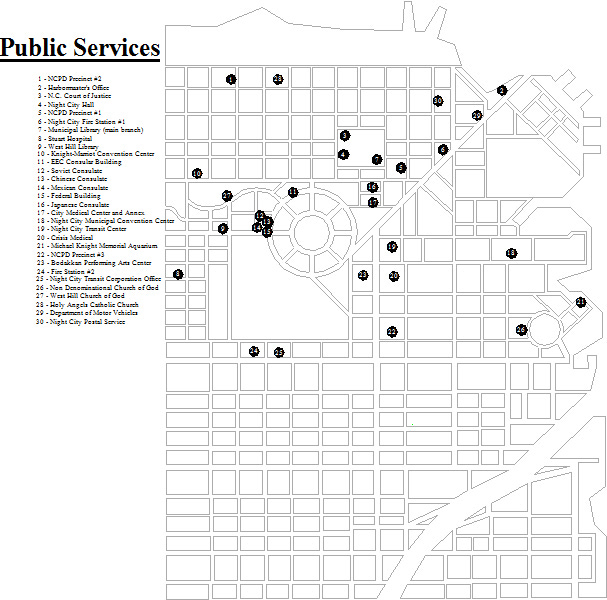 Public Services
1 - NCPD Precinct #2
2 - Harbormaster's Office
3 - N.C. Court of Justice
4 - Night City Hall
5 - NCPD Precinct #1
6 - Night City Fire Station #1
7 - Municipal Library (main branch)
8 - Stuart Hospital
9 - West Hill Library
10 - Knight-Marriot Convention Center
11 - EEC Consular Building
12 - Soviet Consulate
13 - Chinese Consulate
14 - Mexican Consulate
15 - Federal Building
16 - Japanese Consulate
17 - City Medical Center and Annex
18 - Night City Municipal Convention Center
19 - Night City Transit Center
20 - Crisis Medical
21 - Michael Knight Memorial Aquarium
22 - NCPD Precinct #3
23 - Bodukkan Performing Arts Center
24 - Fire Station #2
25 - Night City Transit Corporation Office
26 - Non Denominational Church of God
27 - West Hill Church of God
28 - Holy Angels Catholic Church
29 - Department of Motor Vehicles
30 - Night City Postal Service
1
28
2
30
29
3
4
7
6
5
10
16
27
11
17
12
13
9
14
15
19
18
8
23
20
21
22
26
24
25